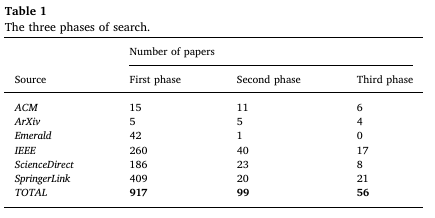 Table 1
The three phases of search.
Number of papers
Source First phase Second phase Third phase
ACM 15 11 6
ArXiv 5 5 4
Emerald 42 1 0
IEEE 260 40 17
ScienceDirect 186 23 8
SpringerLink 409 20 21
TOTAL 917 99 56